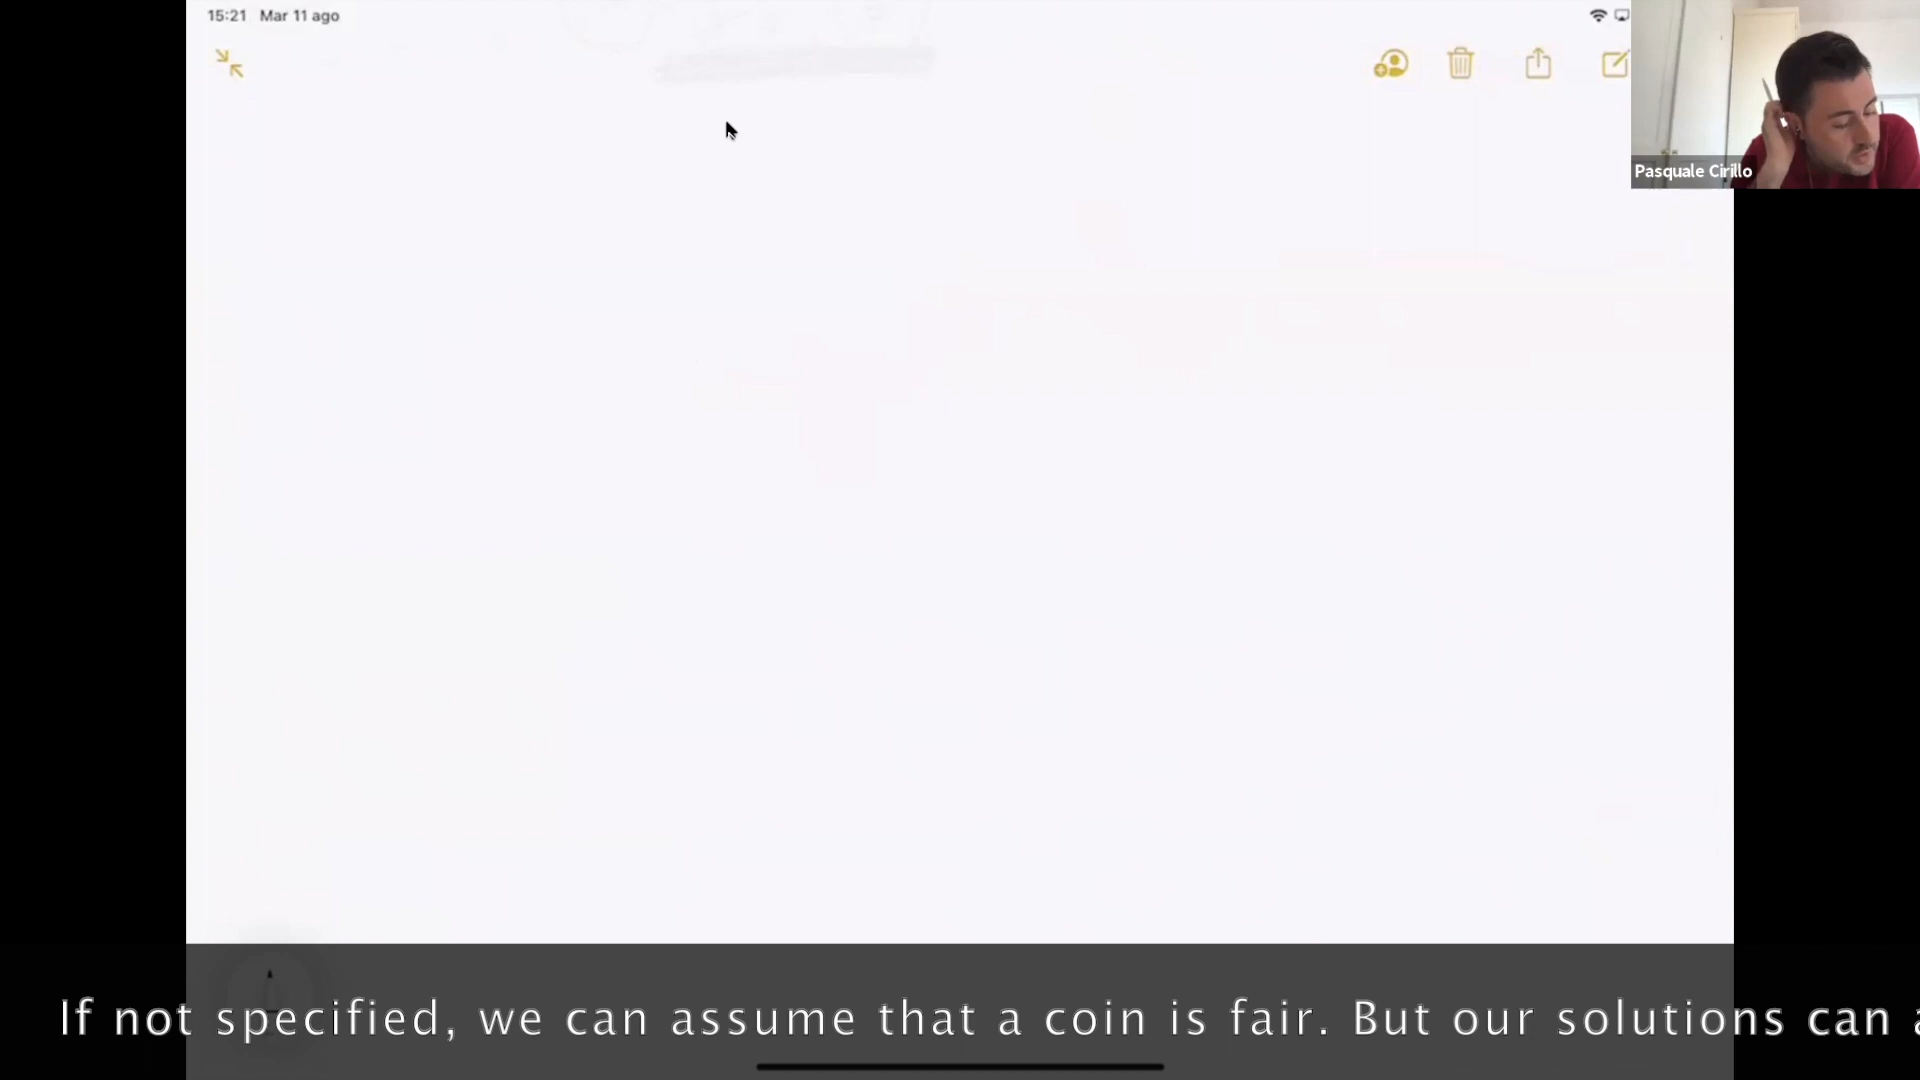 15:21 Mar 11 ago
Pasquale Cirillo
If not specified, we can assume that a coin is fair. But our solutions can